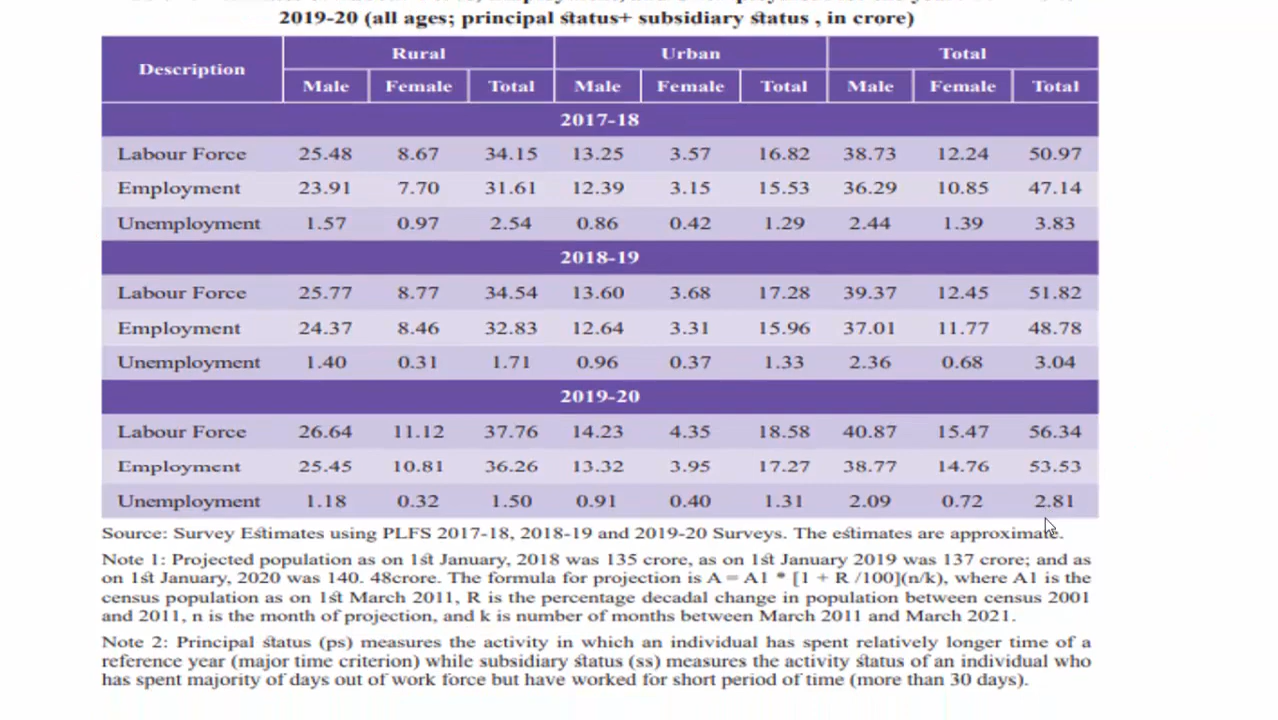 2019-20 (all ages; principal status+ subsidiary status , in crore)
Description Rural Urban Total
Male Female Total Male Female Total Male Female Total
2017-18
Labour Force 25.48 8.67 34.15 13.25 3.57 16.82 38.73 12.24 50.97
Employment 23.91 7.70 31.61 12.39 3.15 15.53 36.29 10.85 47.14
Unemployment 1.57 0.97 2.54 0.86 0.42 1.29 2.44 1.39 3.83
2018-19
Labour Force 25.77 8.77 34.54 13.60 3.68 17.28 39.37 12.45 51.82
Employment 24.37 8.46 32.83 12.64 3.31 15.96 37.01 11.77 48.78
Unemployment 1.40 0.31 1.71 0.96 0.37 1.33 2.36 0.68 3.04
2019-20
Labour Force 26.64 11.12 37.76 14.23 4.35 18.58 40.87 15.47 56.34
Employment 25.45 10.81 36.26 13.32 3.95 17.27 38.77 14.76 53.53
Unemployment 1.18 0.32 1.50 0.91 0.40 1.31 2.09 0.72 2.81
Source: Survey Estimates using PLFS 2017-18, 2018-19 and 2019-20 Surveys. The estimates are approximate.
Note 1: Projected population as on 1st January, 2018 was 135 crore, as on 1st January 2019 was 137 crore; and as
on 1st January, 2020 was 140. 48crore. The formula for projection is A = A1 * [1 + R /100](n/k), where A1 is the
census population as on 1st March 2011, R is the percentage decadal change in population between census 2001
and 2011, n is the month of projection, and k is number of months between March 2011 and March 2021.
Note 2: Principal status (ps) measures the activity in which an individual has spent relatively longer time of a
reference year (major time criterion) while subsidiary status (ss) measures the activity status of an individual who
has spent majority of days out of work force but have worked for short period of time (more than 30 days).